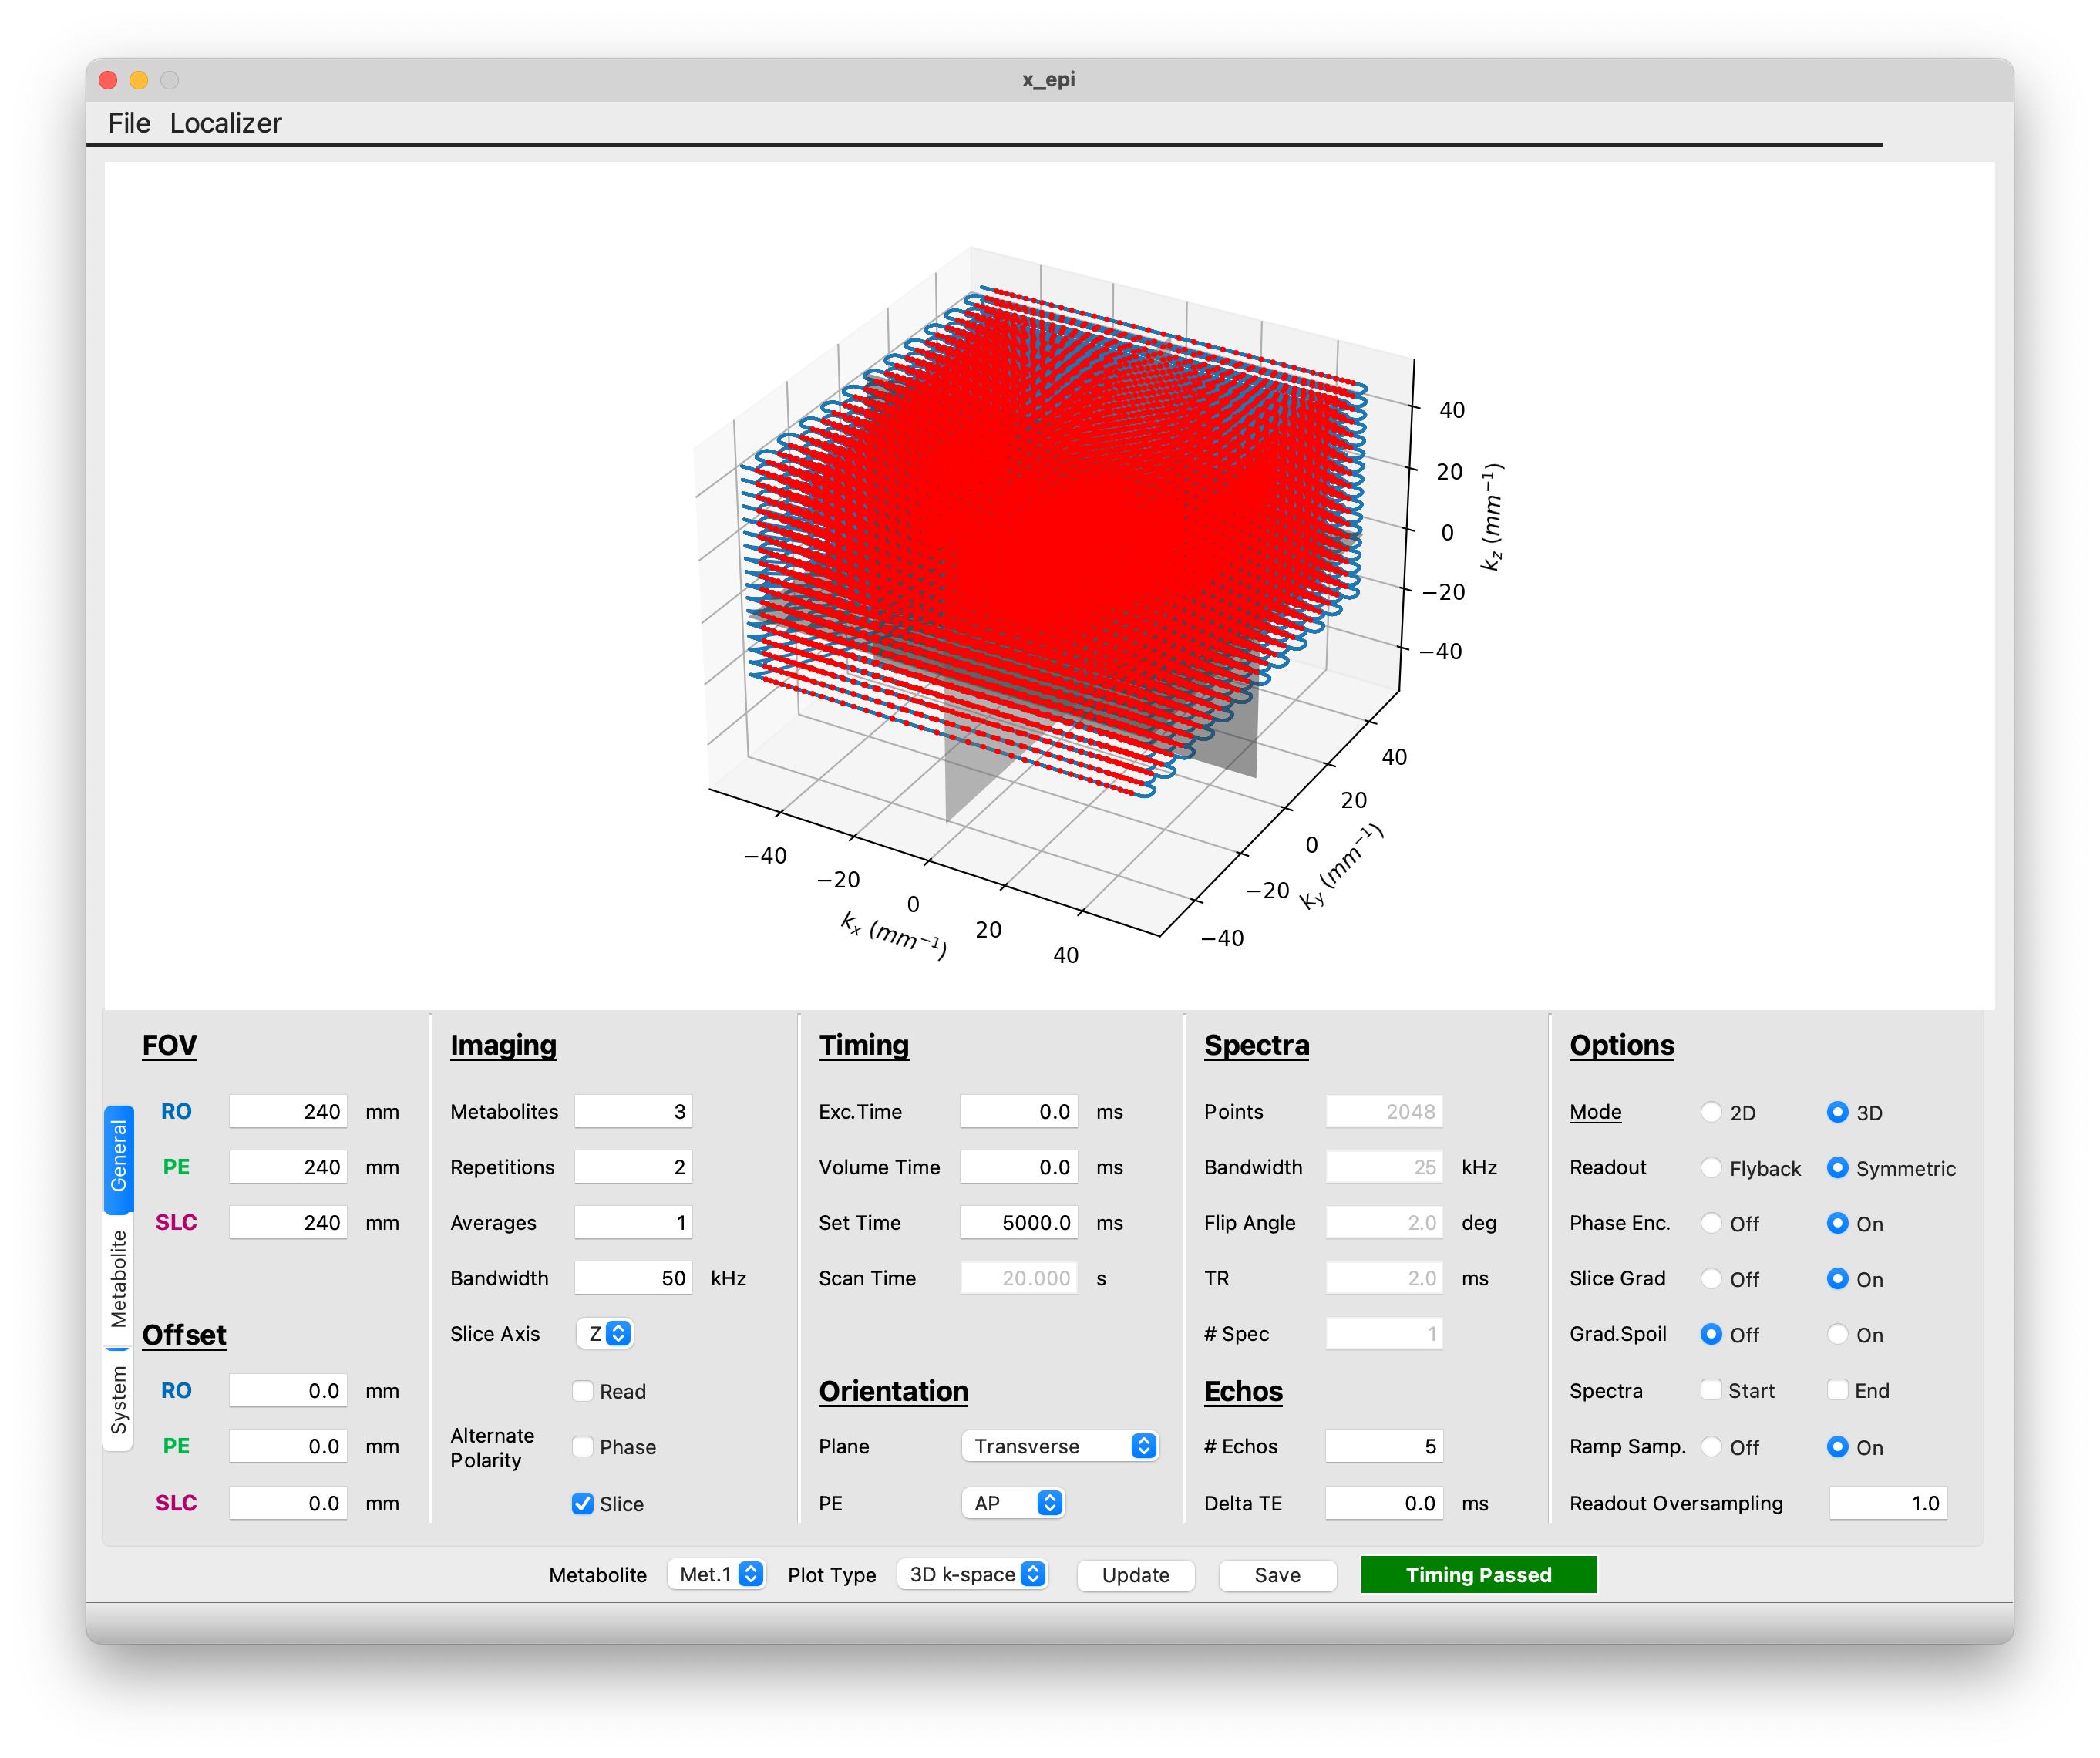 x_epi
File Localizer
40
20
0
−20
−40
k_z (mm⁻¹)
40
20
0
−20
−40
k_y (mm⁻¹)
−40
−20
0
20
40
k_x (mm⁻¹)
General
Metabolite
System
FOV
RO 240 mm
PE 240 mm
SLC 240 mm
Offset
RO 0.0 mm
PE 0.0 mm
SLC 0.0 mm
Imaging
Metabolites 3
Repetitions 2
Averages 1
Bandwidth 50 kHz
Slice Axis Z
Read
Alternate
Polarity
Phase
Slice
Timing
Exc.Time 0.0 ms
Volume Time 0.0 ms
Set Time 5000.0 ms
Scan Time 20.000 s
Orientation
Plane Transverse
PE AP
Spectra
Points 2048
Bandwidth 25 kHz
Flip Angle 2.0 deg
TR 2.0 ms
# Spec 1
Echos
# Echos 5
Delta TE 0.0 ms
Options
Mode 2D 3D
Readout Flyback Symmetric
Phase Enc. Off On
Slice Grad Off On
Grad.Spoil Off On
Spectra Start End
Ramp Samp. Off On
Readout Oversampling 1.0
Metabolite Met.1 Plot Type 3D k-space Update Save Timing Passed